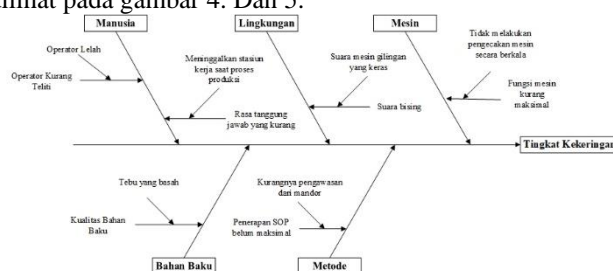 dilihat pada gambar 4. Dan 5.
Manusia
Lingkungan
Mesin
Operator Lelah
Operator Kurang
Teliti
Meninggalkan stasiun
kerja saat proses
produksi
Rasa tanggung
jawab yang kurang
Suara mesin gilingan
yang keras
Suara bising
Tidak melakukan
pengecekan mesin
secara berkala
Fungsi mesin
kurang
maksimal
Tingkat Kekeringan
Tebu yang basah
Kualitas Bahan
Baku
Kurangnya pengawasan
dari mandor
Penerapan SOP
belum maksimal
Bahan Baku
Metode